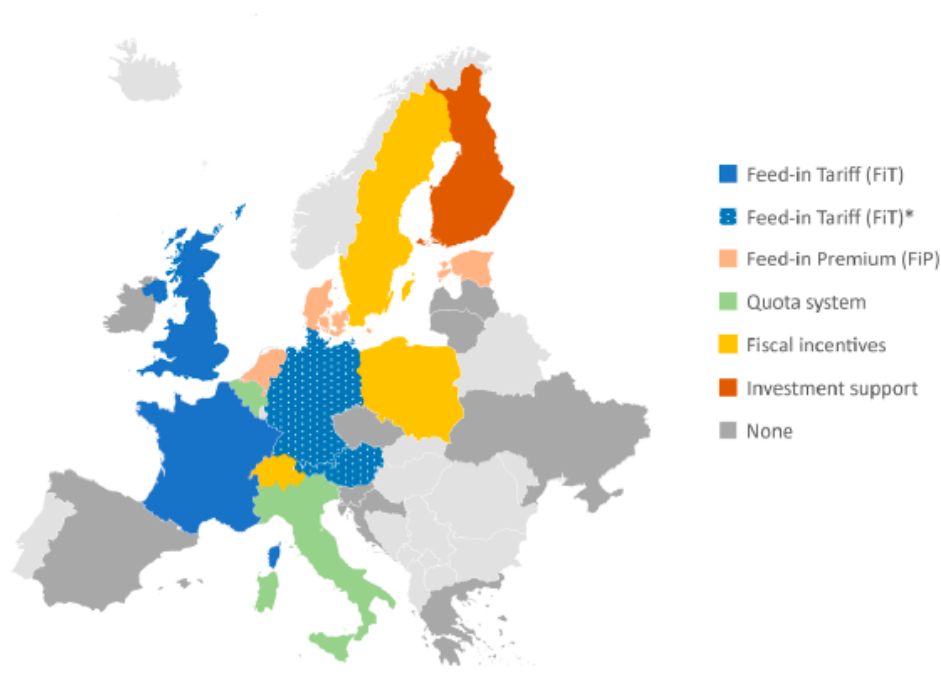 Feed-in Tariff (FiT)
Feed-in Tariff (FiT)*
Feed-in Premium (FiP)
Quota system
Fiscal incentives
Investment support
None